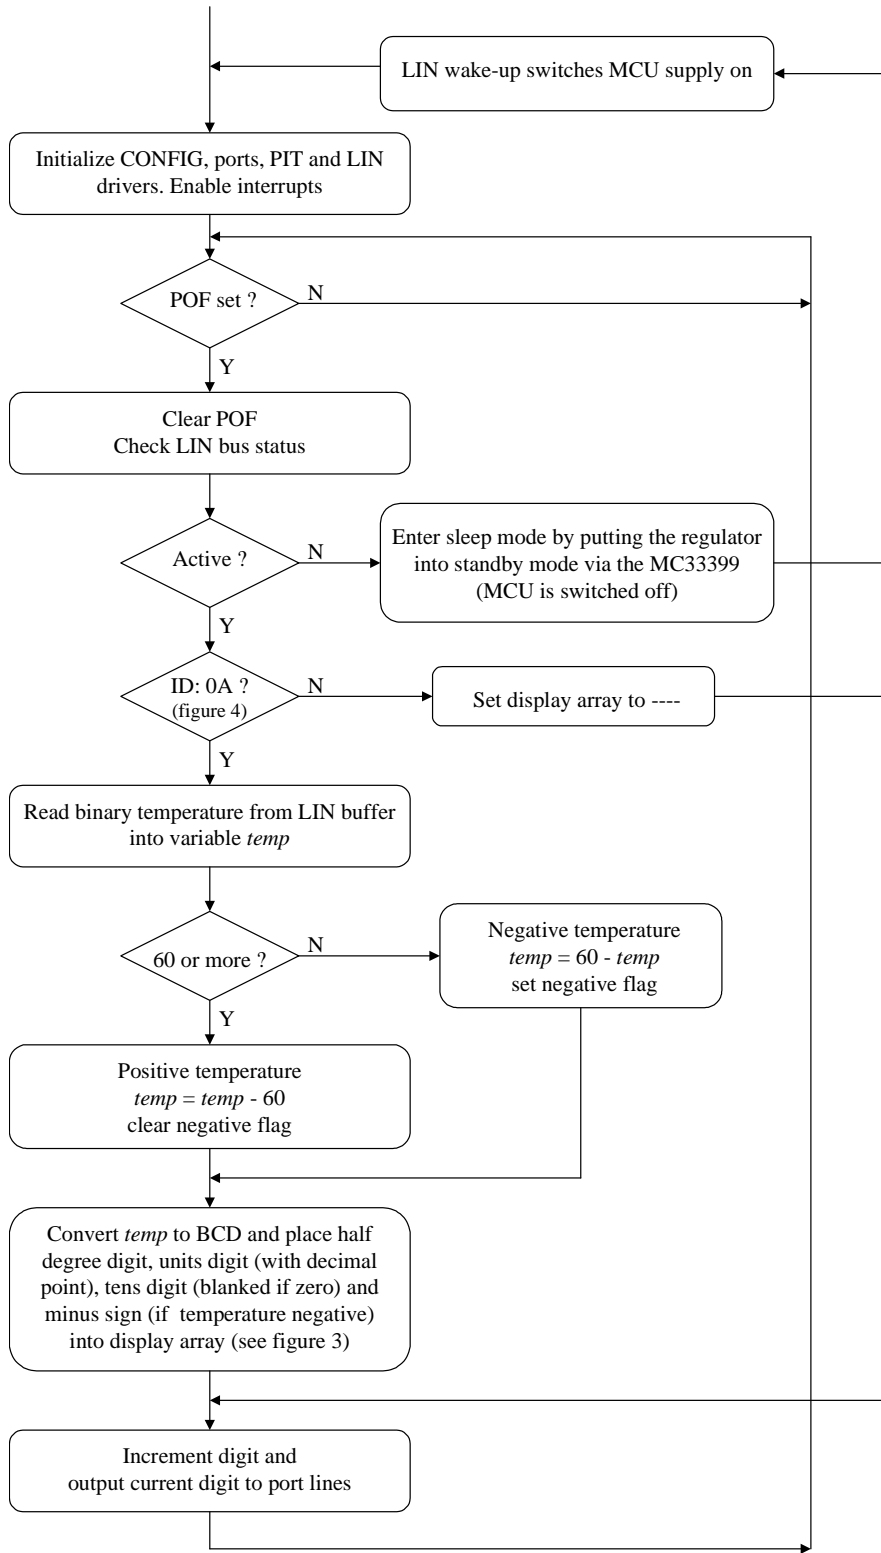 LIN wake-up switches MCU supply on
Initialize CONFIG, ports, PIT and LIN
drivers. Enable interrupts
POF set ?
N
Y
Clear POF
Check LIN bus status
Active ?
N
Enter sleep mode by putting the regulator
into standby mode via the MC33399
(MCU is switched off)
Y
ID: 0A ?
(figure 4)
N
Set display array to ----
Y
Read binary temperature from LIN buffer
into variable temp
60 or more ?
N
Negative temperature
temp = 60 - temp
set negative flag
Y
Positive temperature
temp = temp - 60
clear negative flag
Convert temp to BCD and place half
degree digit, units digit (with decimal
point), tens digit (blanked if zero) and
minus sign (if temperature negative)
into display array (see figure 3)
Increment digit and
output current digit to port lines